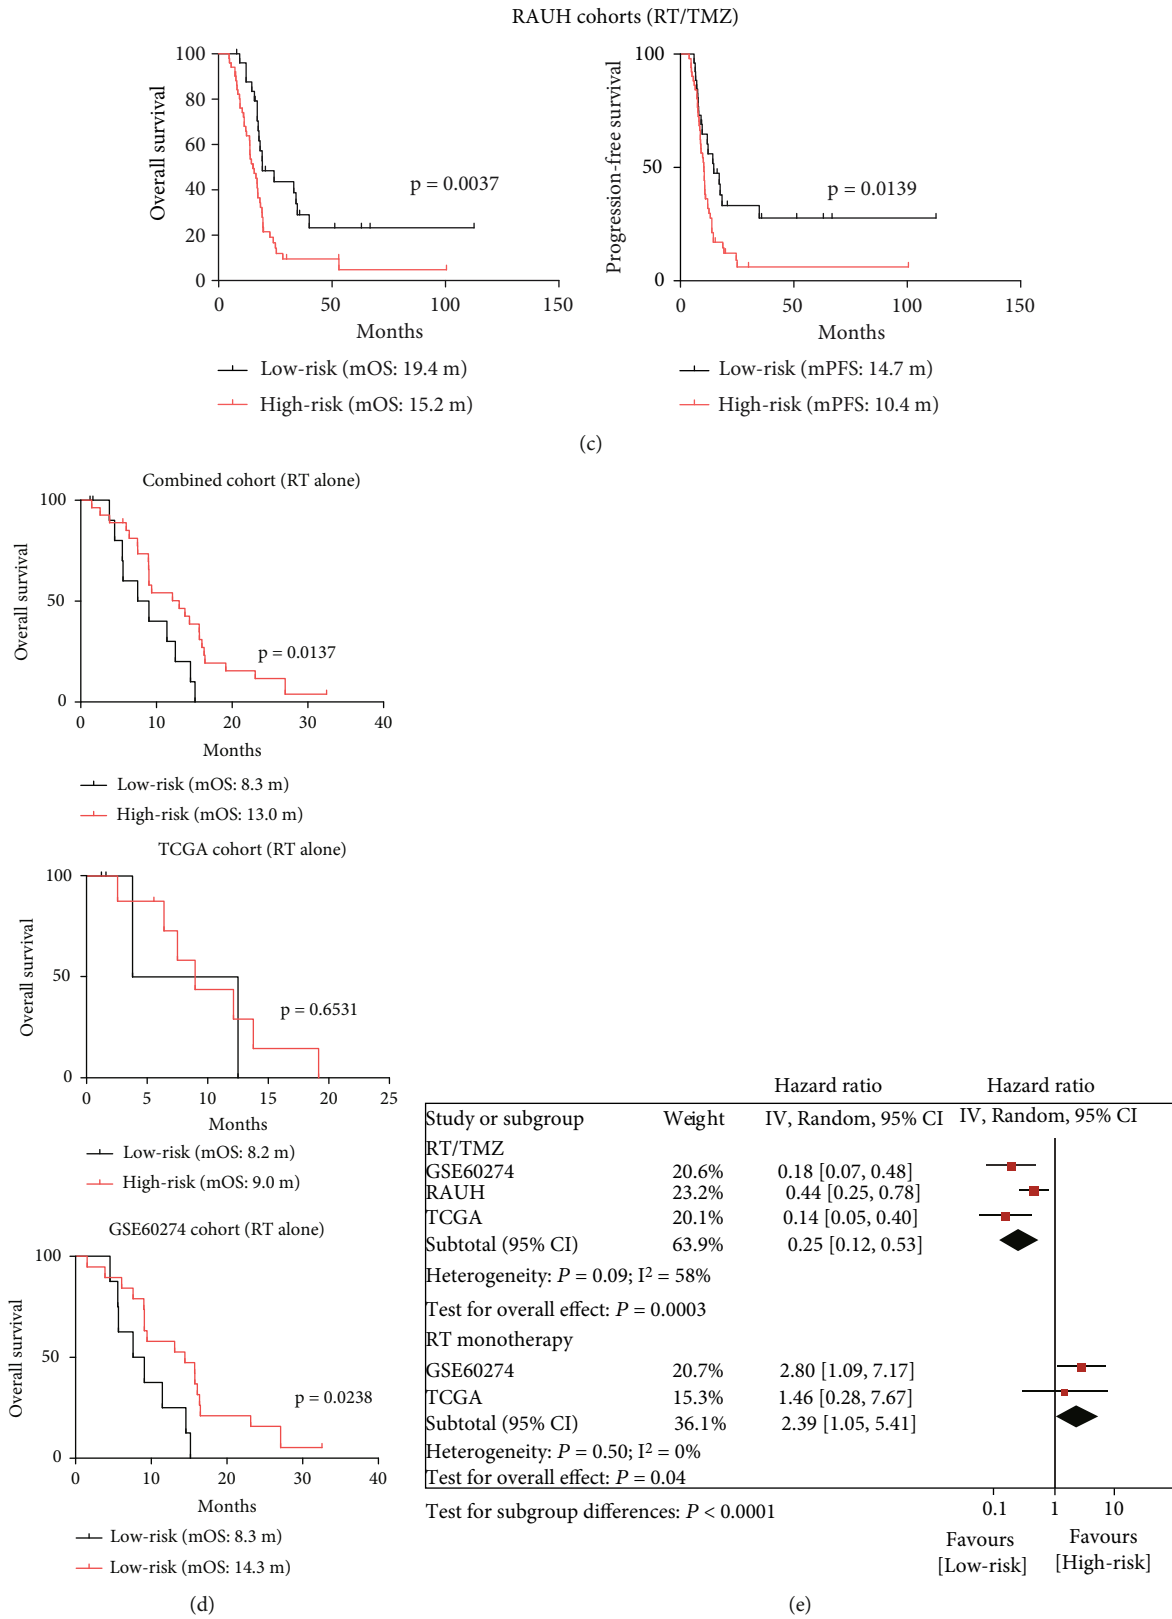 RAUH cohorts (RT/TMZ)
Overall survival
100
80
60
40
20
0
p = 0.0037
0 50 100 150
Months
Low-risk (mOS: 19.4 m)
High-risk (mOS: 15.2 m)
Progression-free survival
100
50
0
p = 0.0139
0 50 100 150
Months
Low-risk (mPFS: 14.7 m)
High-risk (mPFS: 10.4 m)
(c)
Combined cohort (RT alone)
Overall survival
100
50
0
p = 0.0137
0 10 20 30 40
Months
Low-risk (mOS: 8.3 m)
High-risk (mOS: 13.0 m)
TCGA cohort (RT alone)
Overall survival
100
50
0
p = 0.6531
0 5 10 15 20 25
Months
Low-risk (mOS: 8.2 m)
High-risk (mOS: 9.0 m)
GSE60274 cohort (RT alone)
Overall survival
100
50
0
p = 0.0238
0 10 20 30 40
Months
Low-risk (mOS: 8.3 m)
Low-risk (mOS: 14.3 m)
(d)
Hazard ratio Hazard ratio
Study or subgroup Weight IV, Random, 95% CI IV, Random, 95% CI
RT/TMZ
GSE60274 20.6% 0.18 [0.07, 0.48]
RAUH 23.2% 0.44 [0.25, 0.78]
TCGA 20.1% 0.14 [0.05, 0.40]
Subtotal (95% CI) 63.9% 0.25 [0.12, 0.53]
Heterogeneity: P = 0.09; I² = 58%
Test for overall effect: P = 0.0003
RT monotherapy
GSE60274 20.7% 2.80 [1.09, 7.17]
TCGA 15.3% 1.46 [0.28, 7.67]
Subtotal (95% CI) 36.1% 2.39 [1.05, 5.41]
Heterogeneity: P = 0.50; I² = 0%
Test for overall effect: P = 0.04
Test for subgroup differences: P < 0.0001
0.1 1 10
Favours Favours
[Low-risk] [High-risk]
(e)